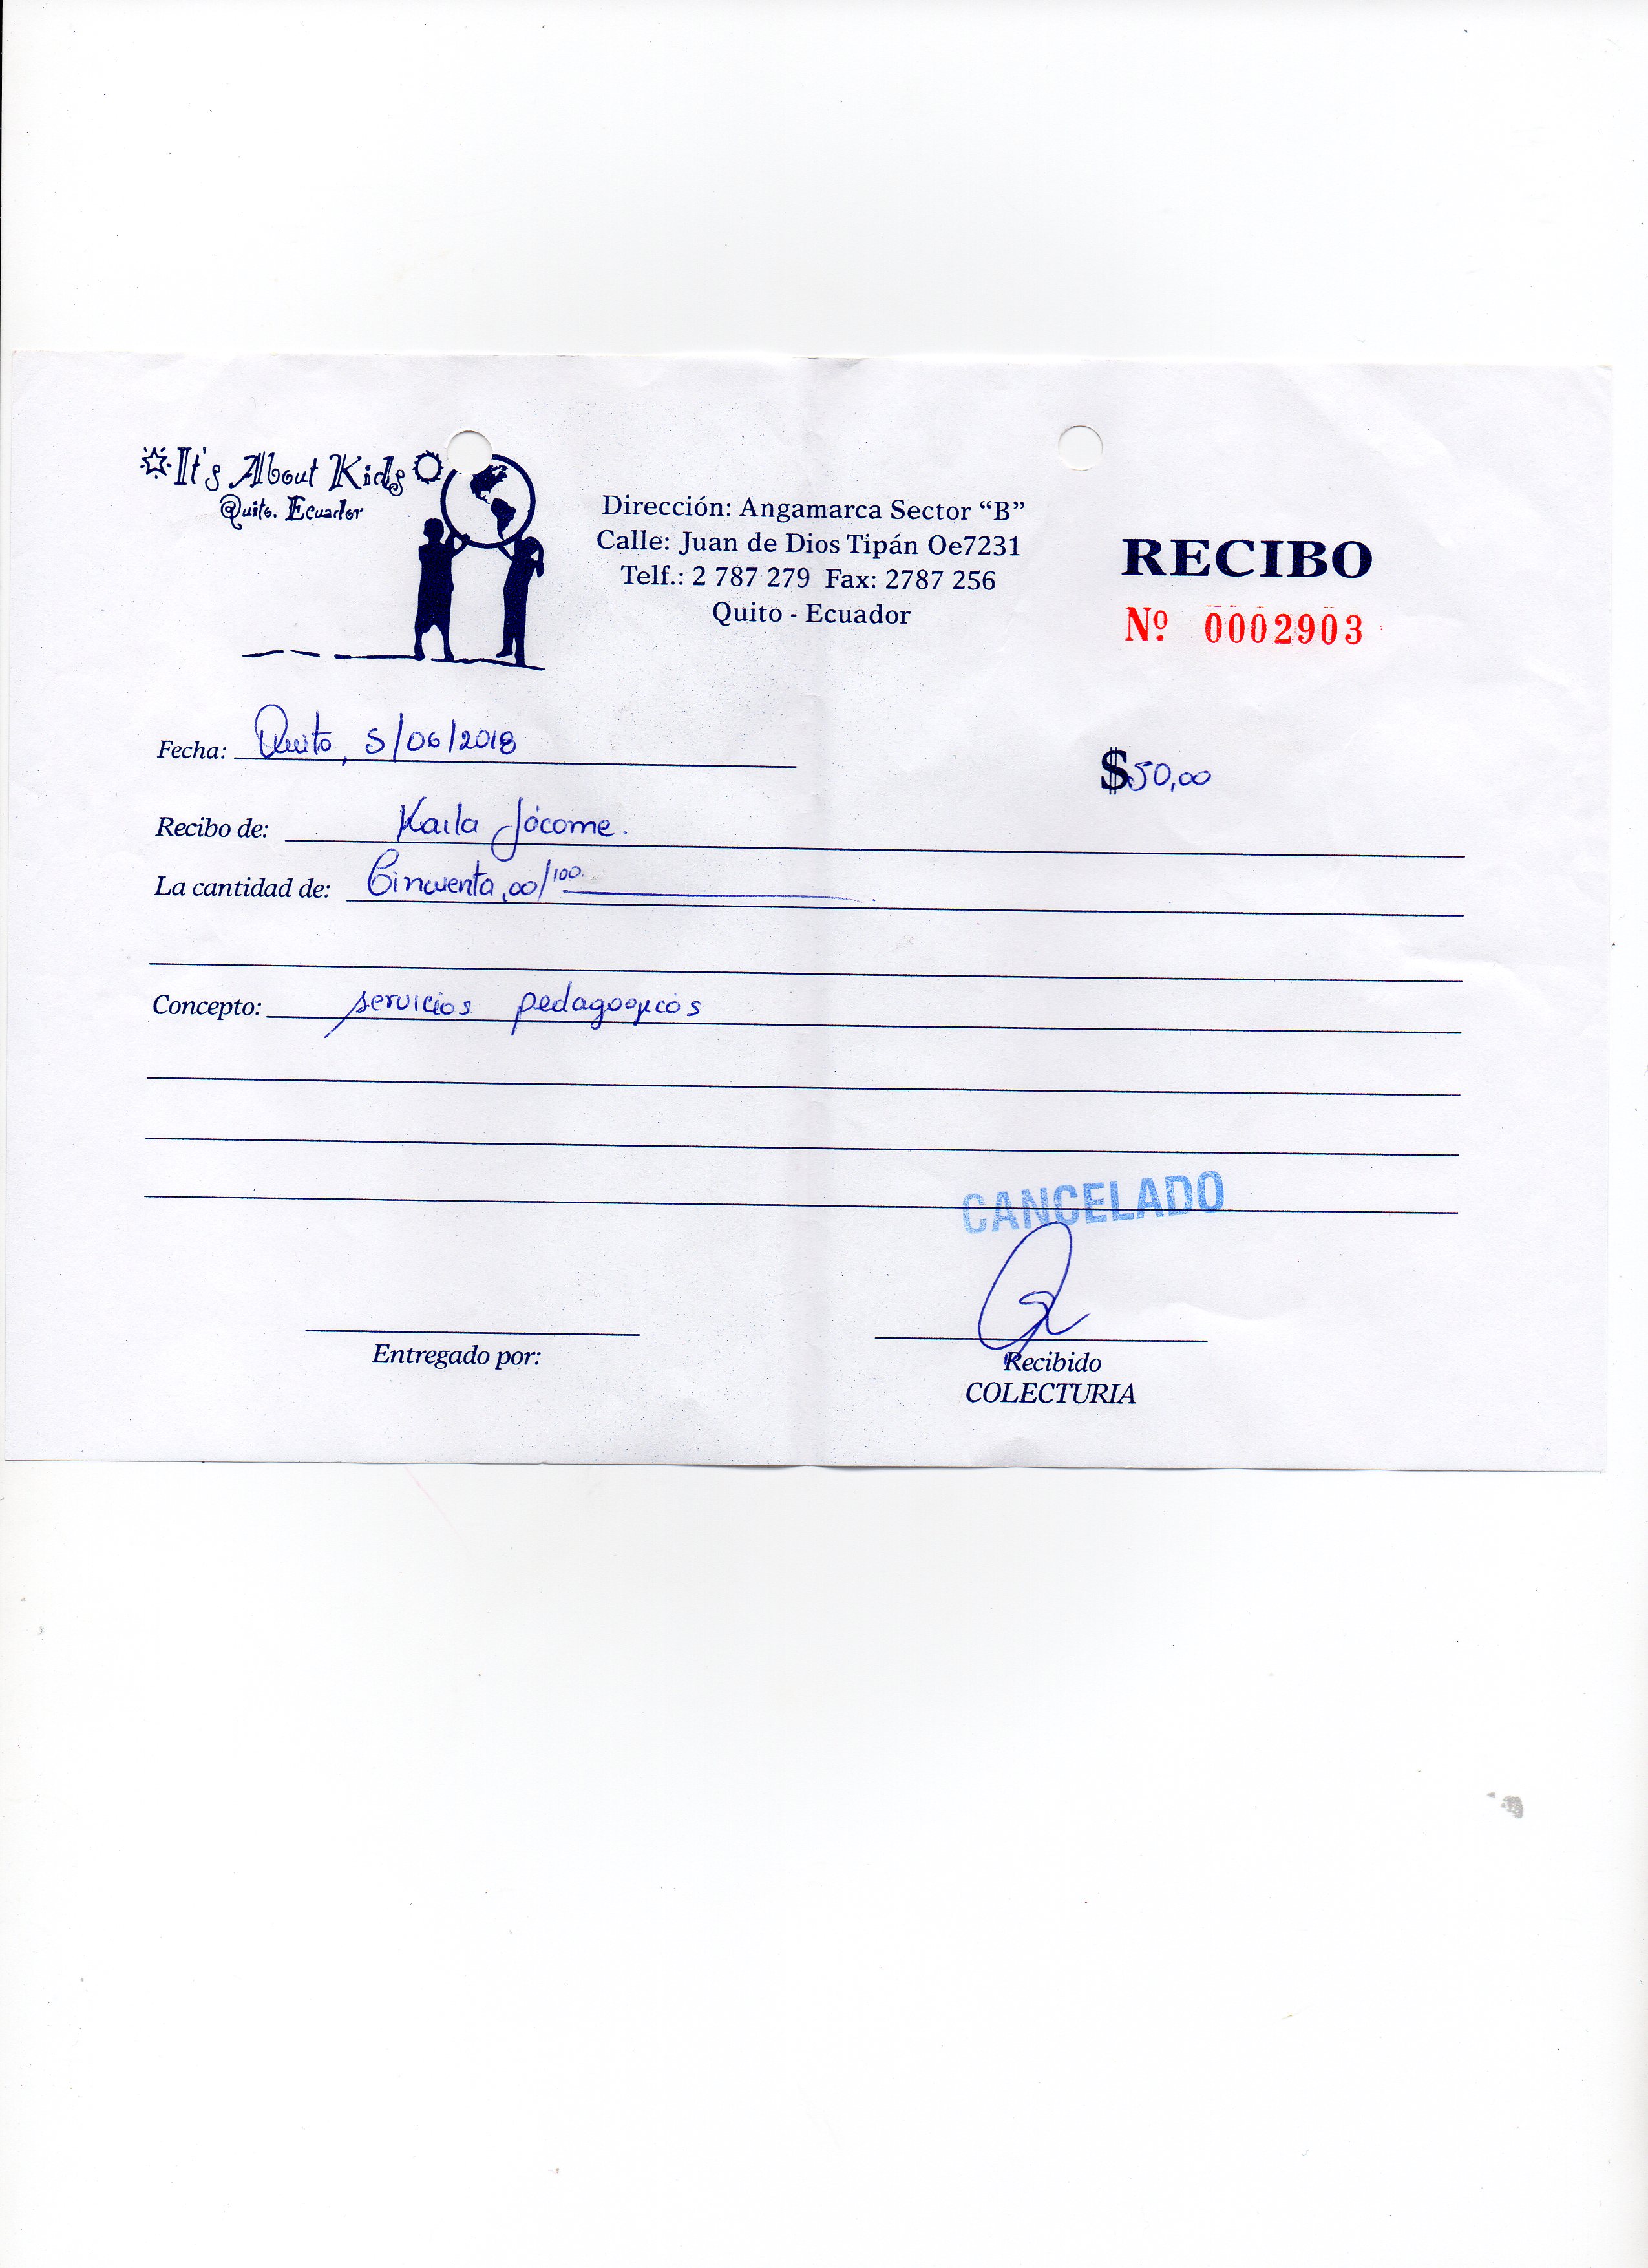 It's About Kids
Quito. Ecuador
Dirección: Angamarca Sector “B”
Calle: Juan de Dios Tipán Oe7231
Telf.: 2 787 279 Fax: 2787 256
Quito - Ecuador
RECIBO
Nº 0002903
Fecha: Quito, 5/06/2018
$50,00
Recibo de: Kaila Jócome.
La cantidad de: Cincuenta,00/100.
Concepto: servicios pedagogicos
CANCELADO
Entregado por:
Recibido
COLECTURIA